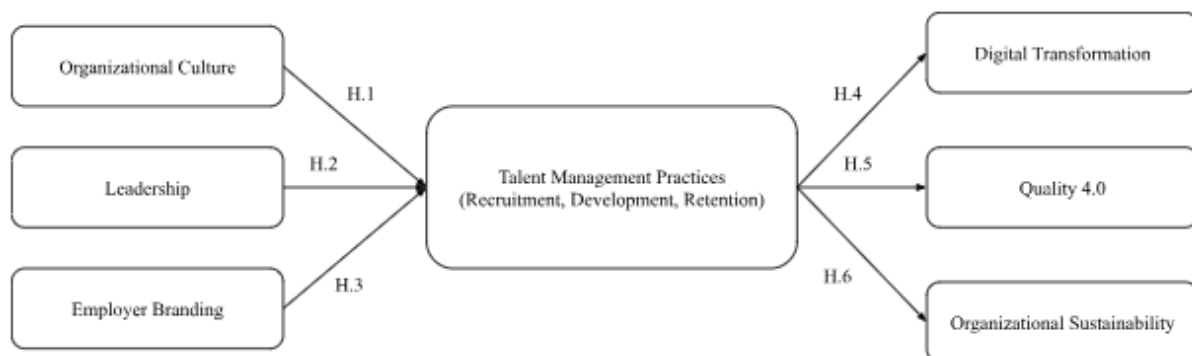 Organizational Culture
Digital Transformation
H.1
H.4
Leadership
H.2
Talent Management Practices
(Recruitment, Development, Retention)
H.5
Quality 4.0
Employer Branding
H.3
H.6
Organizational Sustainability